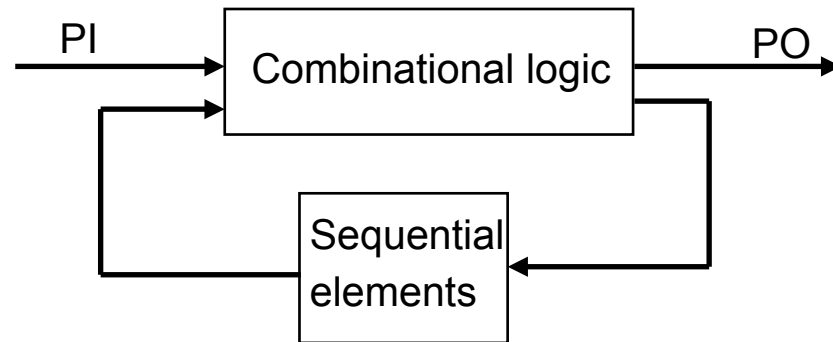 PI
Combinational logic
PO
Sequential
elements